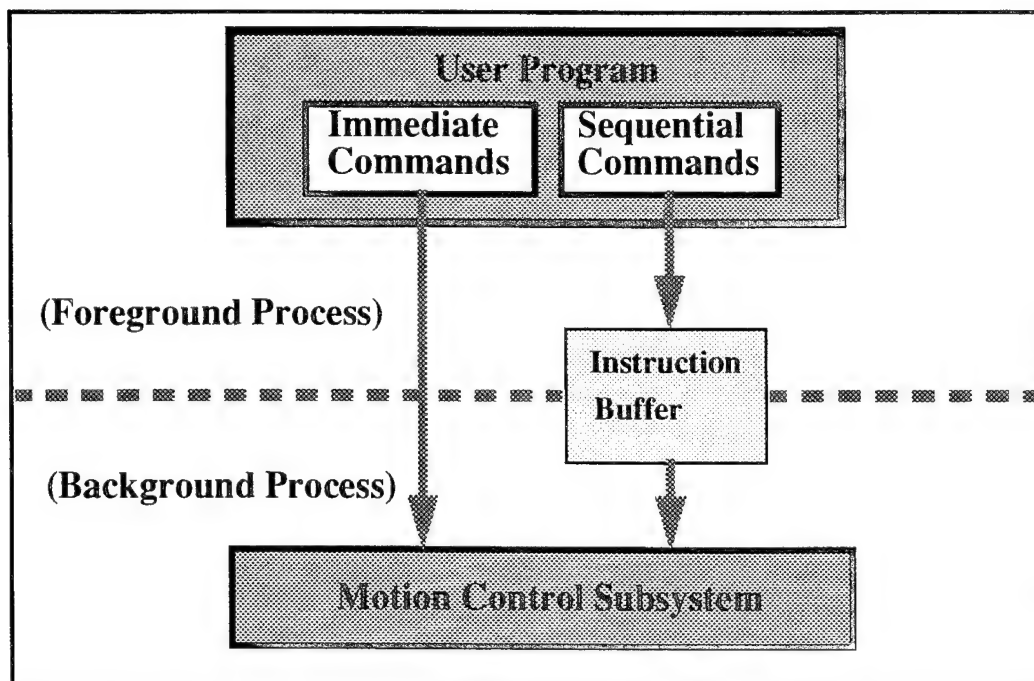 User Program
Immediate
Commands
Sequential
Commands
(Foreground Process)
Instruction
Buffer
(Background Process)
Motion Control Subsystem